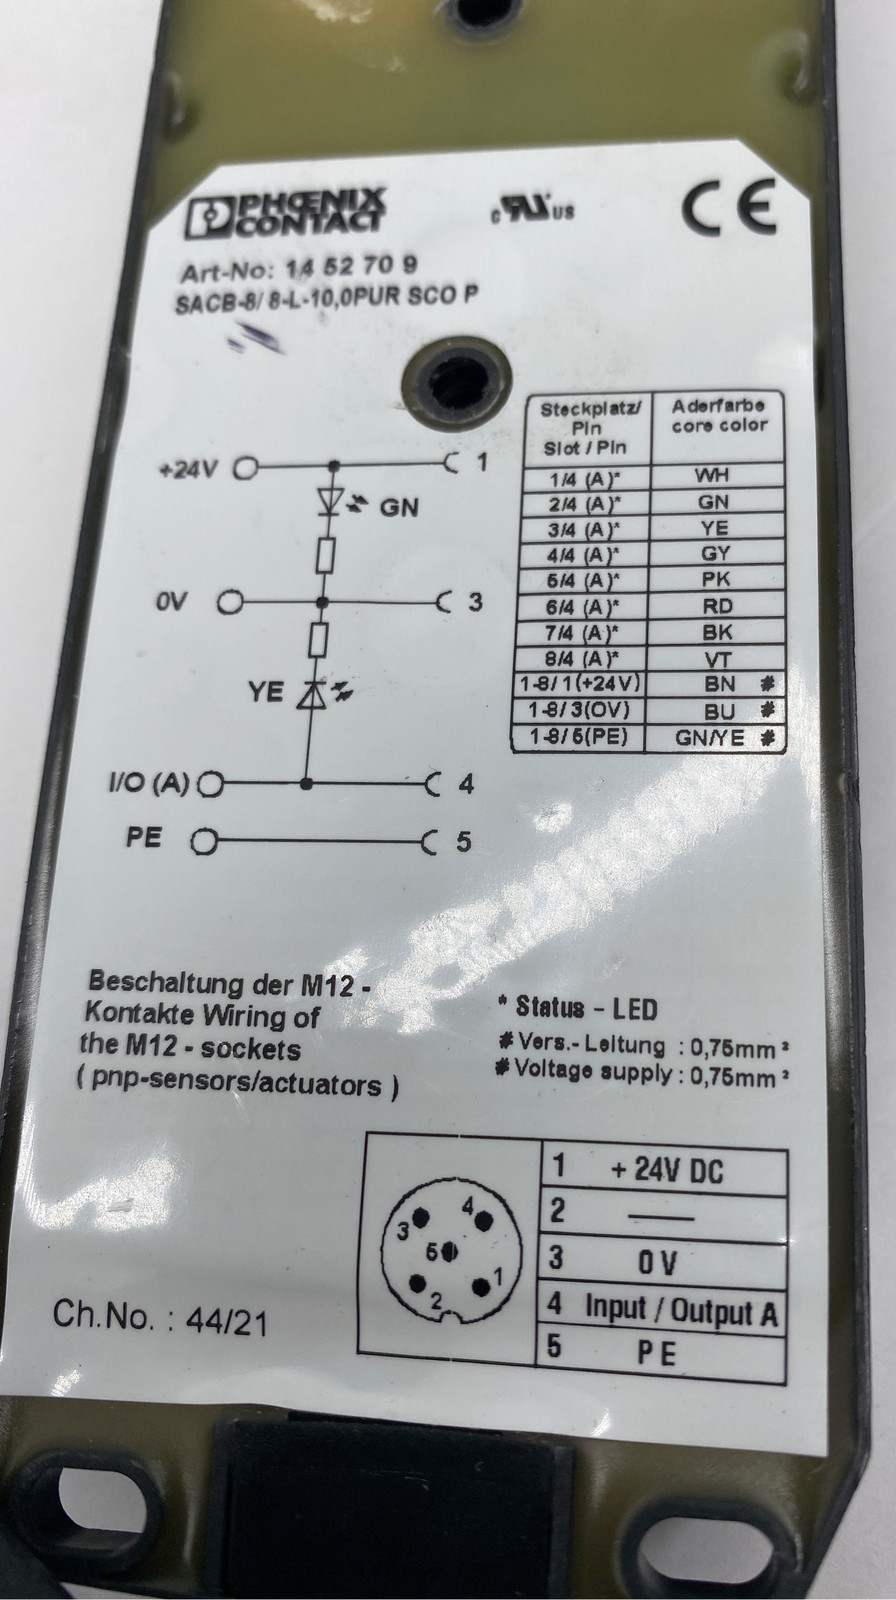 PHŒNIX
CONTACT
c RU US
CE
Art-No: 14 52 70 9
SACB-8/ 8-L-10,0PUR SCO P
+24V 1
GN
0V 3
YE
I/O (A) 4
PE 5
Steckplatz/ Aderfarbe
Pin core color
Slot / Pin
1/4 (A)* WH
2/4 (A)* GN
3/4 (A)* YE
4/4 (A)* GY
5/4 (A)* PK
6/4 (A)* RD
7/4 (A)* BK
8/4 (A)* VT
1-8/1(+24V) BN #
1-8/3(0V) BU #
1-8/5(PE) GN/YE #
Beschaltung der M12 -
Kontakte Wiring of
the M12 - sockets
( pnp-sensors/actuators )
* Status - LED
# Vers.- Leitung : 0,75mm²
# Voltage supply : 0,75mm²
3 4
5
2 1
1 + 24V DC
2 —
3 0 V
4 Input / Output A
5 P E
Ch.No. : 44/21